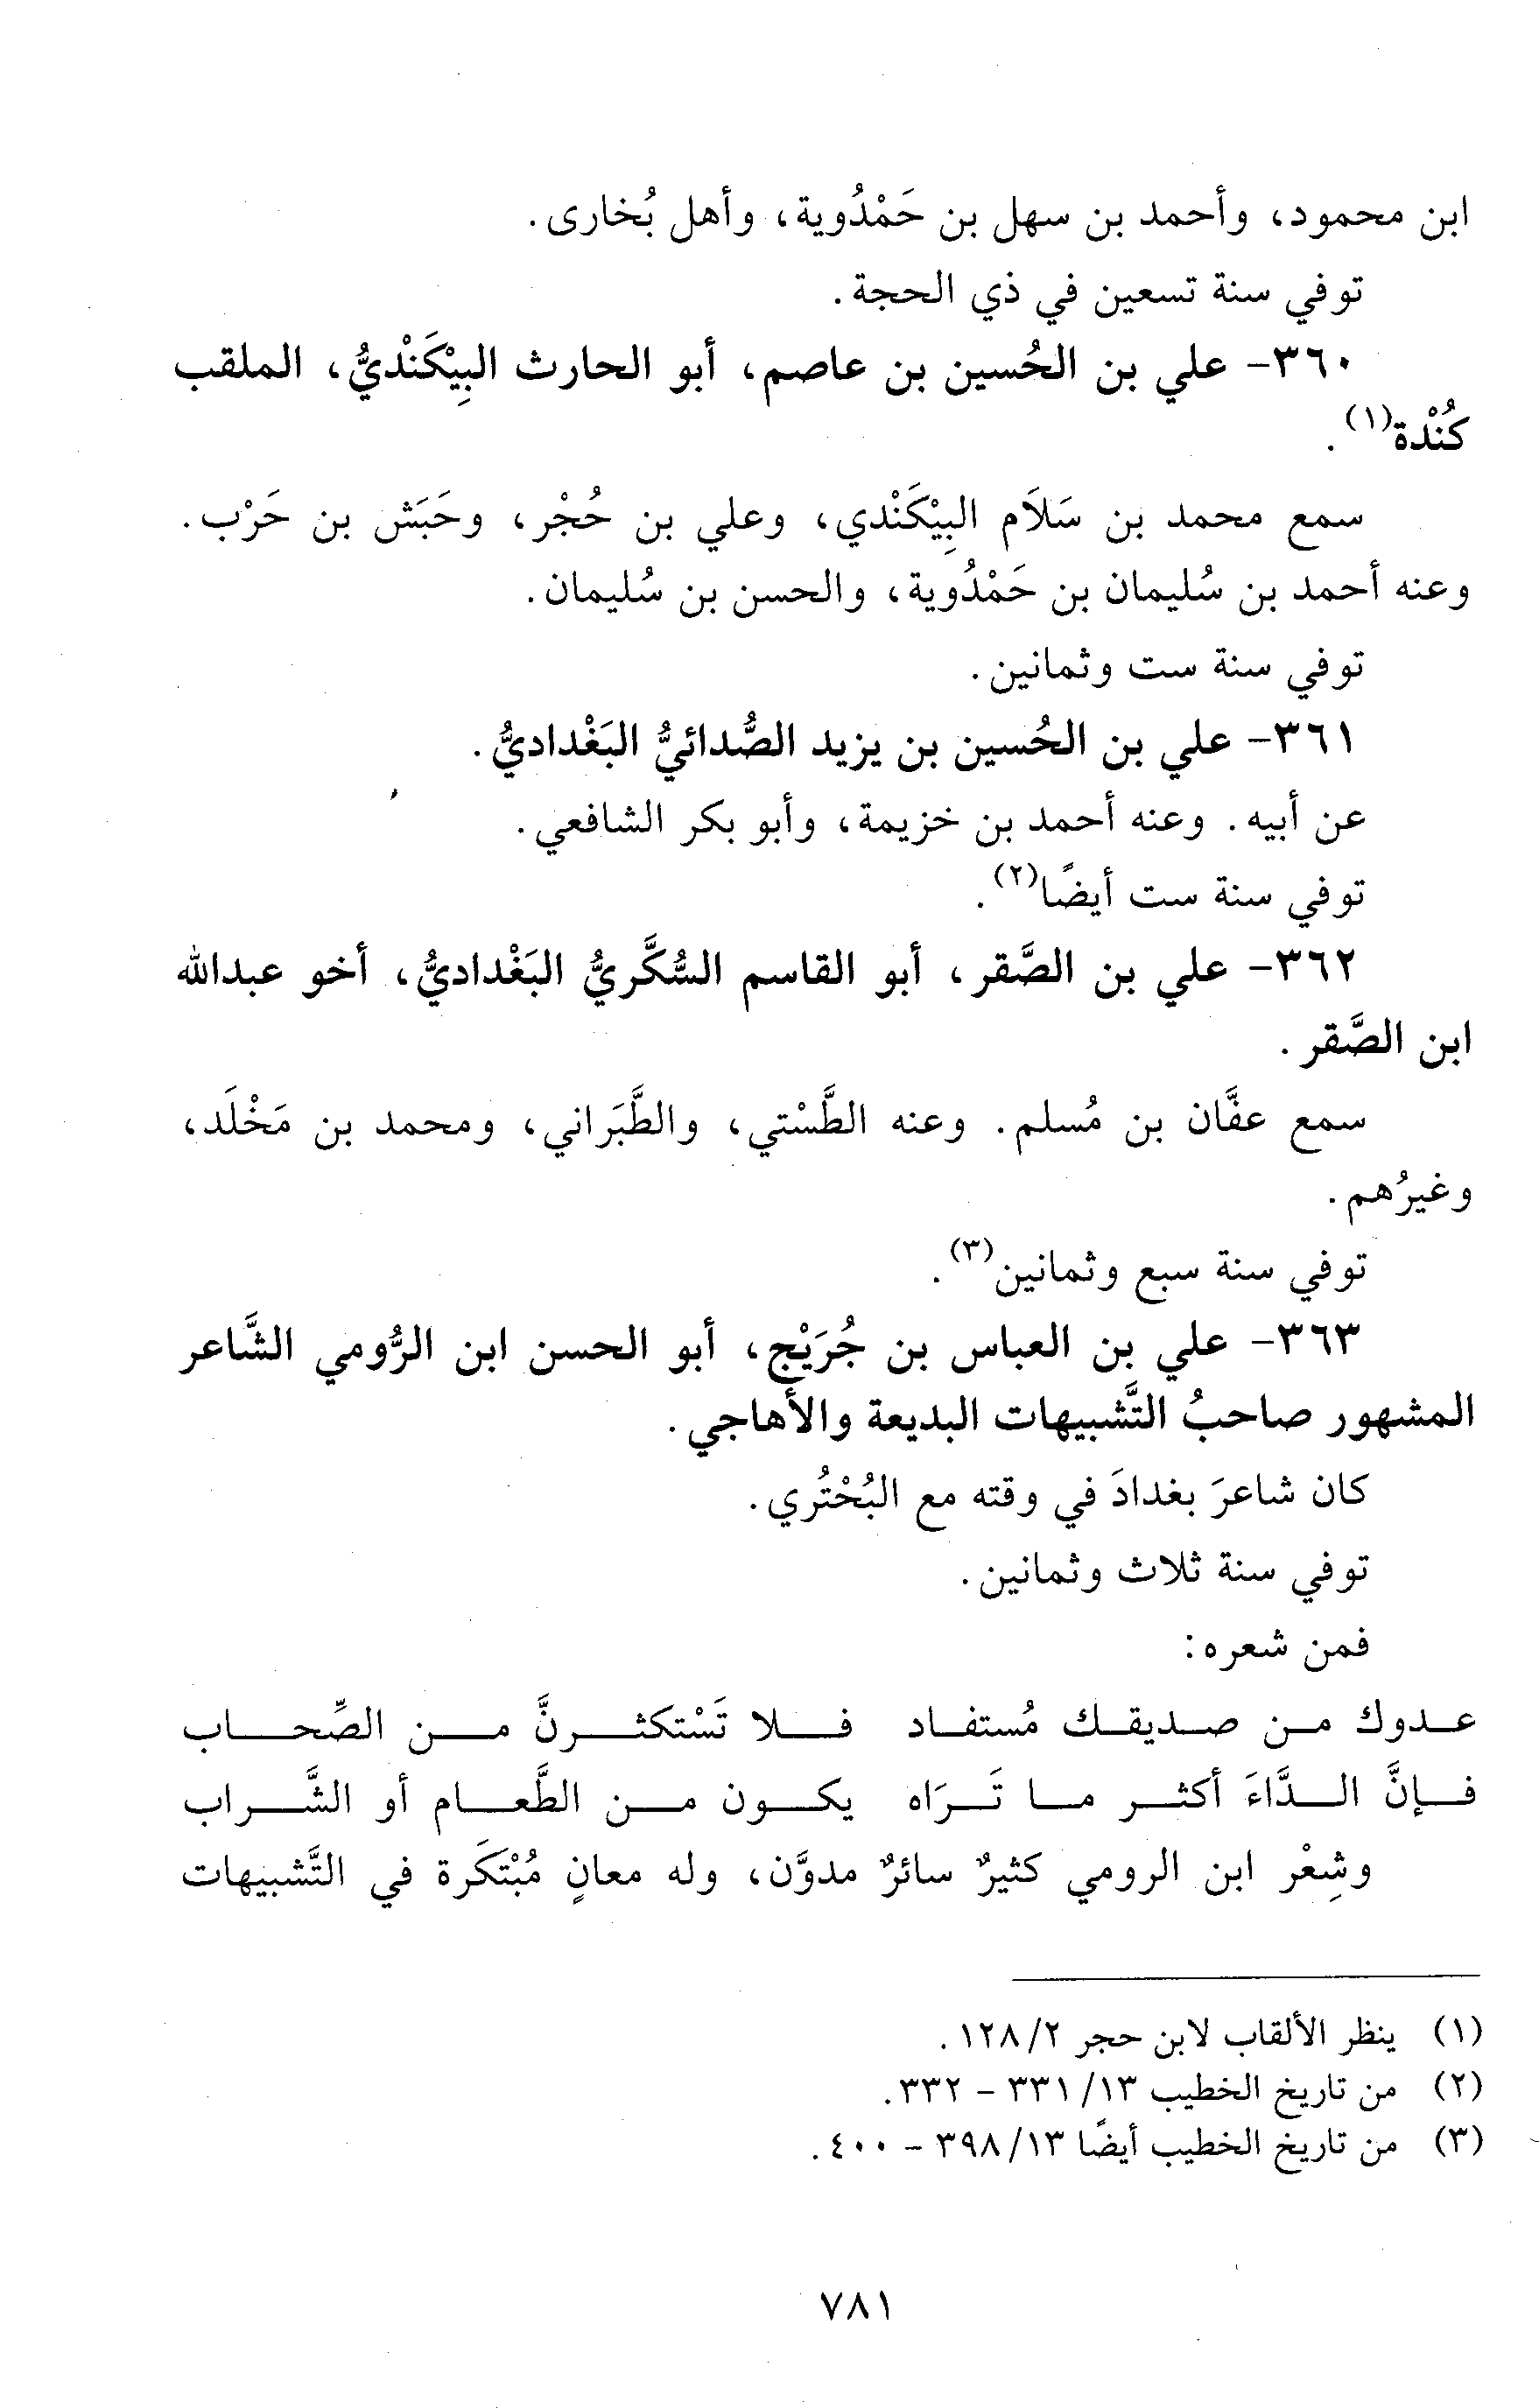 ابن محمود، وأحمد بن سهل بن حَمْدُوية، وأهل بُخارى.
توفي سنة تسعين في ذي الحجة.
٣٦٠- علي بن الحُسين بن عاصم، أبو الحارث البِيْكَنْديُّ، الملقب
كُنْدة(١).
سمع محمد بن سَلَام البِيْكَنْدي، وعلي بن حُجْر، وحَبَش بن حَرْب.
وعنه أحمد بن سُليمان بن حَمْدُوية، والحسن بن سُليمان.
توفي سنة ست وثمانين.
٣٦١- علي بن الحُسين بن يزيد الصُّدائيُّ البَغْداديُّ.
عن أبيه. وعنه أحمد بن خزيمة، وأبو بكر الشافعي.
توفي سنة ست أيضًا(٢).
٣٦٢- علي بن الصَّقر، أبو القاسم السُّكَّريُّ البَغْداديُّ، أخو عبدالله
ابن الصَّقر.
سمع عفَّان بن مُسلم. وعنه الطَّسْتي، والطَّبَراني، ومحمد بن مَخْلَد،
وغيرُهم.
توفي سنة سبع وثمانين(٣).
٣٦٣- علي بن العباس بن جُرَيْج، أبو الحسن ابن الرُّومي الشَّاعر
المشهور صاحبُ التَّشبيهات البديعة والأهاجي.
كان شاعرَ بغدادَ في وقته مع البُحْتُري.
توفي سنة ثلاث وثمانين.
فمن شعره:
عدوك من صديقك مُستفاد فلا تَسْتكثرنَّ من الصِّحاب
فإنَّ الدَّاءَ أكثر ما تَرَاه يكون من الطَّعام أو الشَّراب
وشِعْر ابن الرومي كثيرٌ سائرٌ مدوَّن، وله معانٍ مُبْتَكَرة في التَّشبيهات
(١) ينظر الألقاب لابن حجر ٢/ ١٢٨.
(٢) من تاريخ الخطيب ١٣/ ٣٣١ - ٣٣٢.
(٣) من تاريخ الخطيب أيضًا ١٣/ ٣٩٨ - ٤٠٠.
٧٨١